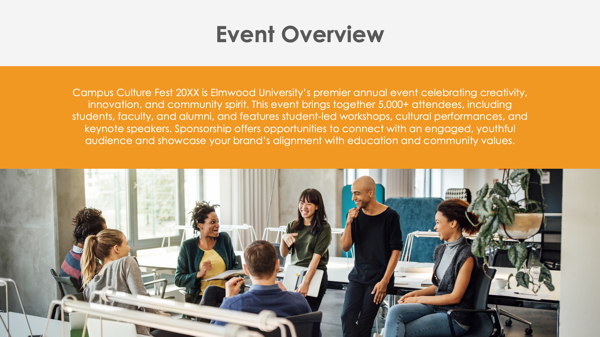 Event Overview
Campus Culture Fest 20XX is Elmwood University's premier annual event celebrating creativity,
innovation, and community spirit. This event brings together 5,000+ attendees, including
students, faculty, and alumni, and features student-led workshops, cultural performances, and
keynote speakers. Sponsorship offers opportunities to connect with an engaged, youthful
audience and showcase your brand's alignment with education and community values.